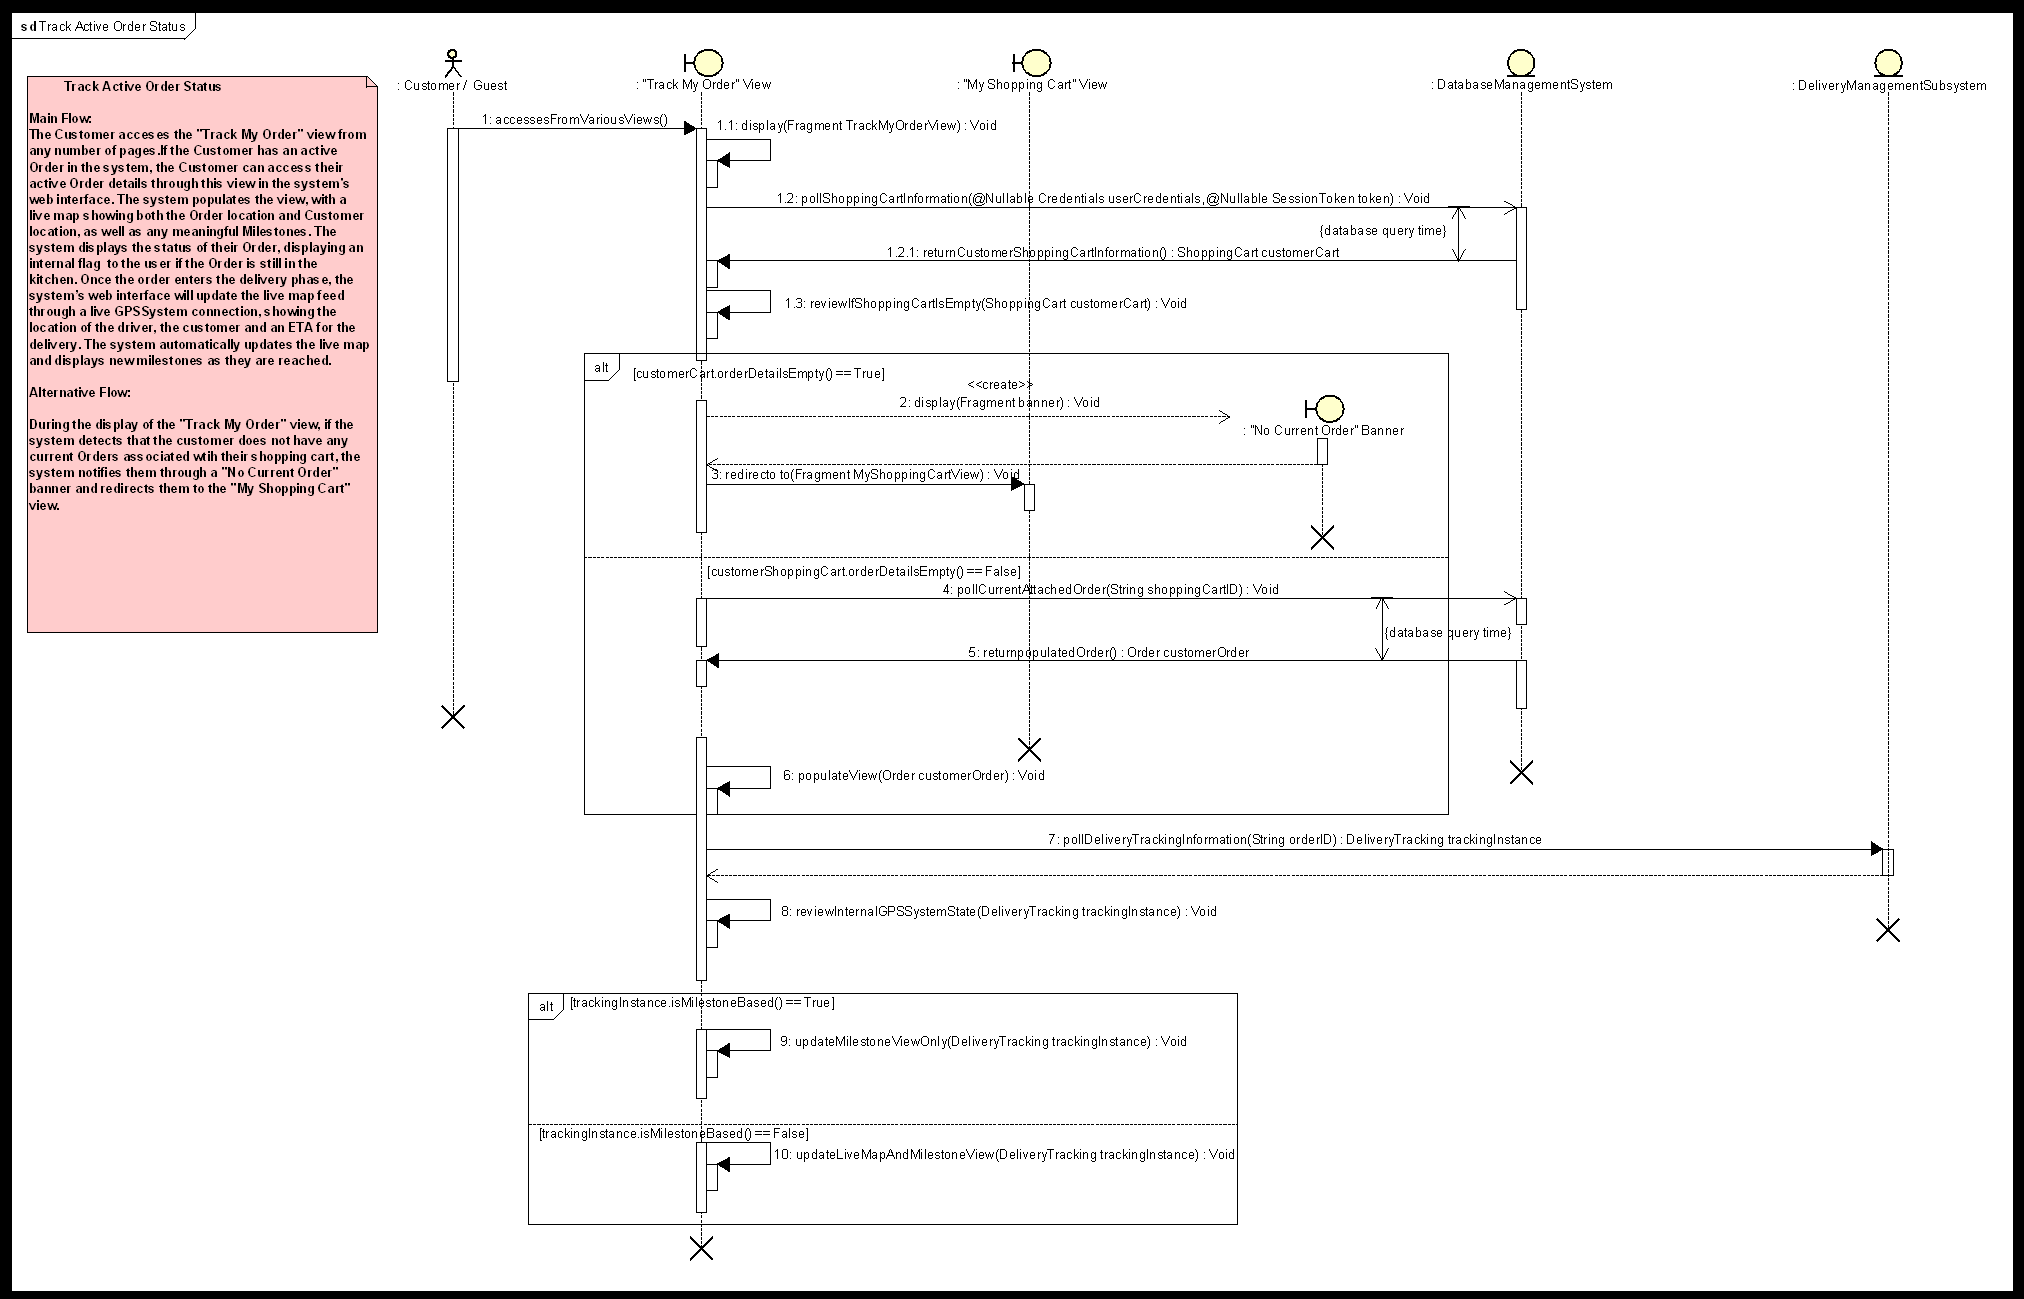 sd Track Active Order Status
: Customer / Guest
: "Track My Order" View
: "My Shopping Cart" View
: DatabaseManagementSystem
: DeliveryManagementSubsystem
Track Active Order Status
Main Flow:
The Customer acceses the "Track My Order" view from
any number of pages.If the Customer has an active
Order in the system, the Customer can access their
active Order details through this view in the system's
web interface. The system populates the view, with a
live map showing both the Order location and Customer
location, as well as any meaningful Milestones. The
system displays the status of their Order, displaying an
internal flag to the user if the Order is still in the
kitchen. Once the order enters the delivery phase, the
system's web interface will update the live map feed
through a live GPSSystem connection, showing the
location of the driver, the customer and an ETA for the
delivery. The system automatically updates the live map
and displays new milestones as they are reached.
Alternative Flow:
During the display of the "Track My Order" view, if the
system detects that the customer does not have any
current Orders associated wtih their shopping cart, the
system notifies them through a "No Current Order"
banner and redirects them to the "My Shopping Cart"
view.
1: accessesFromVariousViews()
1.1: display(Fragment TrackMyOrderView) : Void
1.2: pollShoppingCartInformation(@Nullable Credentials userCredentials,@Nullable SessionToken token) : Void
{database query time}
1.2.1: returnCustomerShoppingCartInformation() : ShoppingCart customerCart
1.3: reviewIfShoppingCartIsEmpty(ShoppingCart customerCart) : Void
alt
[customerCart.orderDetailsEmpty() == True]
<<create>>
2: display(Fragment banner) : Void
: "No Current Order" Banner
3: redirecto to(Fragment MyShoppingCartView) : Void
[customerShoppingCart.orderDetailsEmpty() == False]
4: pollCurrentAttachedOrder(String shoppingCartID) : Void
{database query time}
5: returnpopulatedOrder() : Order customerOrder
6: populateView(Order customerOrder) : Void
7: pollDeliveryTrackingInformation(String orderID) : DeliveryTracking trackingInstance
8: reviewInternalGPSSystemState(DeliveryTracking trackingInstance) : Void
alt
[trackingInstance.isMilestoneBased() == True]
9: updateMilestoneViewOnly(DeliveryTracking trackingInstance) : Void
[trackingInstance.isMilestoneBased() == False]
10: updateLiveMapAndMilestoneView(DeliveryTracking trackingInstance) : Void